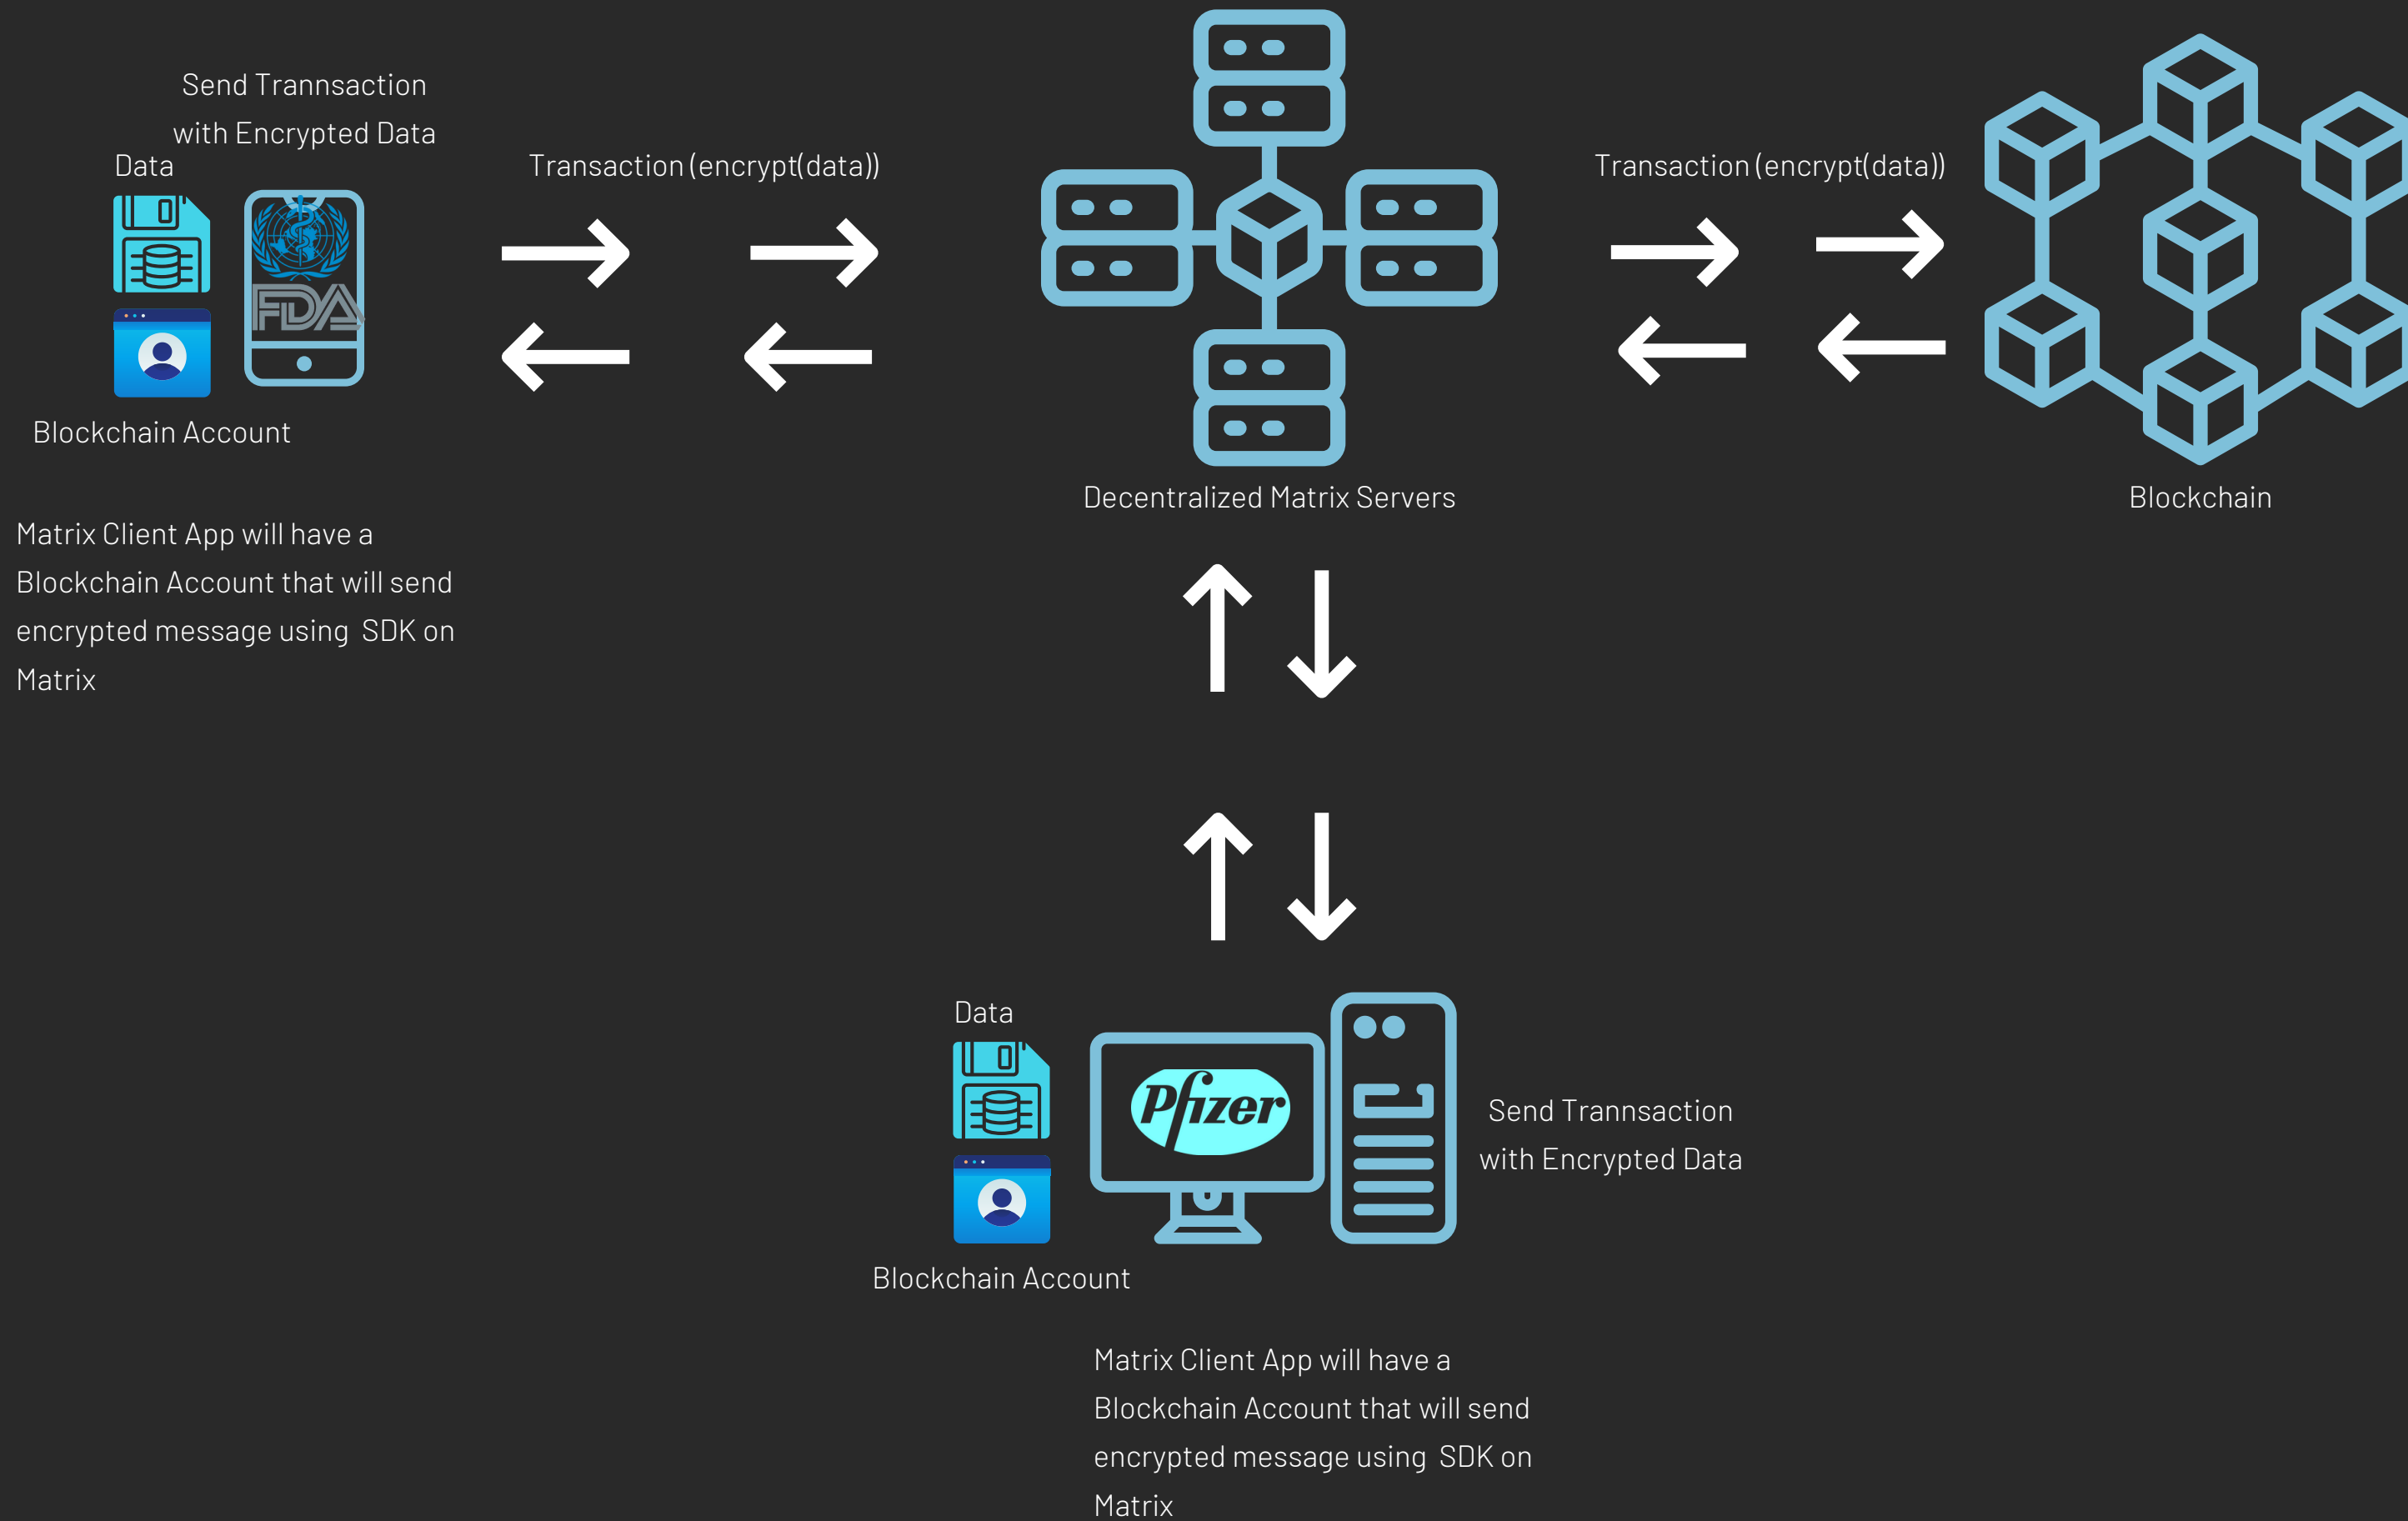 Send Trannsaction
with Encrypted Data
Data
FDA
Blockchain Account
Matrix Client App will have a
Blockchain Account that will send
encrypted message using SDK on
Matrix
Transaction (encrypt(data))
Decentralized Matrix Servers
Transaction (encrypt(data))
Blockchain
Data
Pfizer
Send Trannsaction
with Encrypted Data
Blockchain Account
Matrix Client App will have a
Blockchain Account that will send
encrypted message using SDK on
Matrix